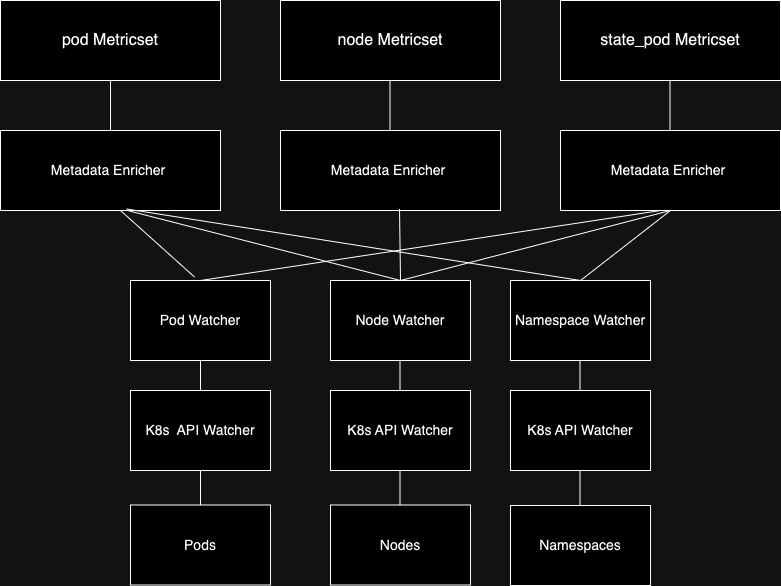 pod Metricset
node Metricset
state_pod Metricset
Metadata Enricher
Metadata Enricher
Metadata Enricher
Pod Watcher
Node Watcher
Namespace Watcher
K8s  API Watcher
K8s API Watcher
K8s API Watcher
Pods
Nodes
Namespaces